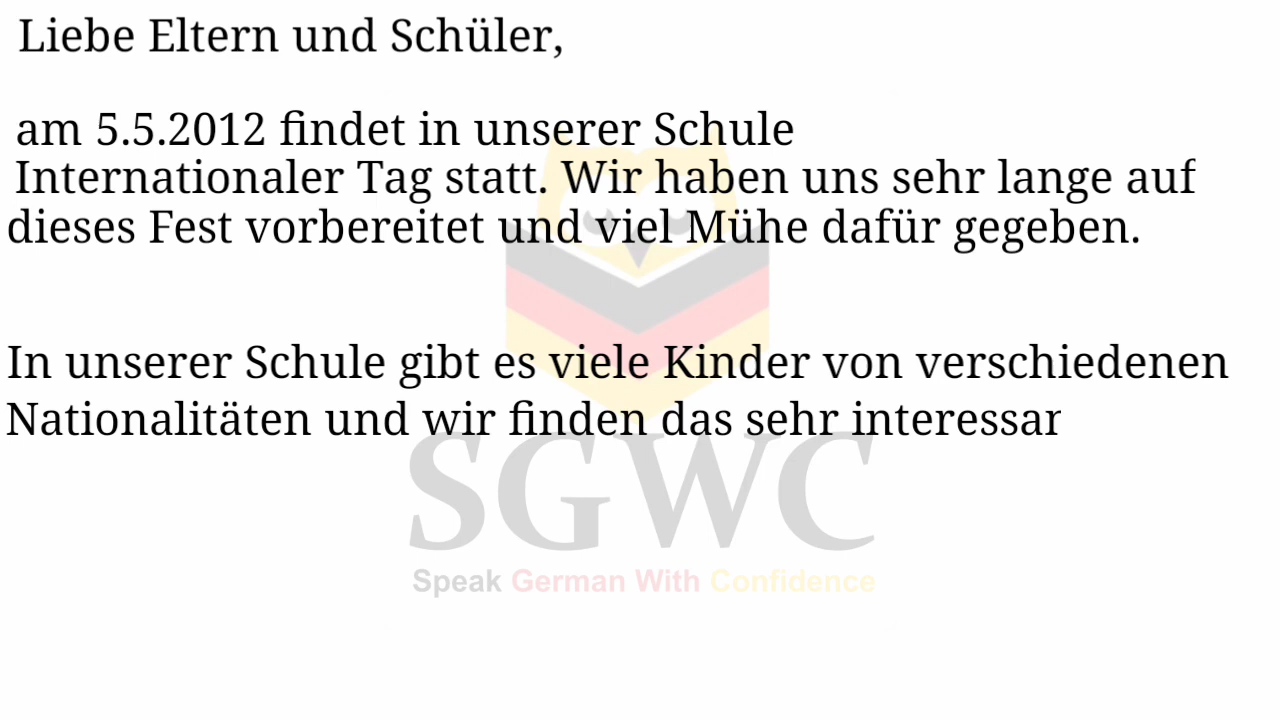 Liebe Eltern und Schüler,
am 5.5.2012 findet in unserer Schule
Internationaler Tag statt. Wir haben uns sehr lange auf
dieses Fest vorbereitet und viel Mühe dafür gegeben.
In unserer Schule gibt es viele Kinder von verschiedenen
Nationalitäten und wir finden das sehr interessar
SGWC
Speak German With Confidence